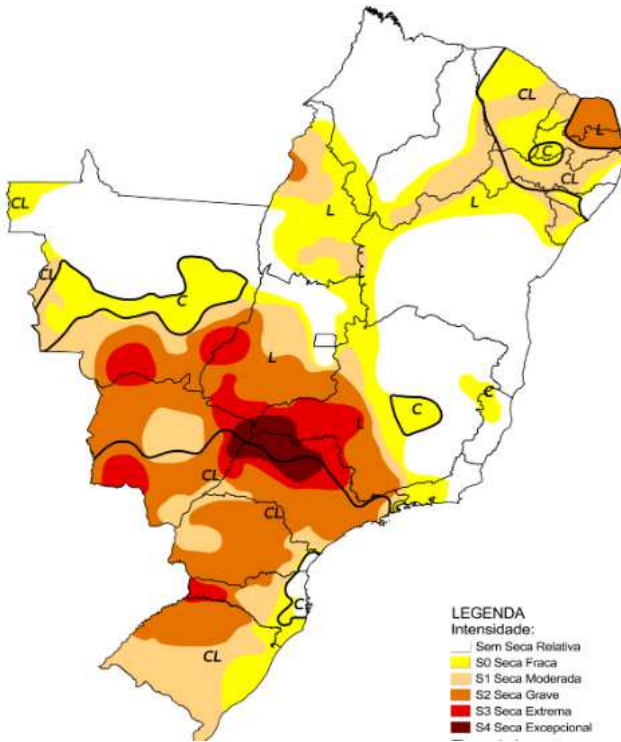 CL
CL
L
C
CL
L
L
CL
CL
C
L
C
C
L
CL
CL
C
CL
LEGENDA
Intensidade:
Sem Seca Relativa
S0 Seca Fraca
S1 Seca Moderada
S2 Seca Grave
S3 Seca Extrema
S4 Seca Excepcional